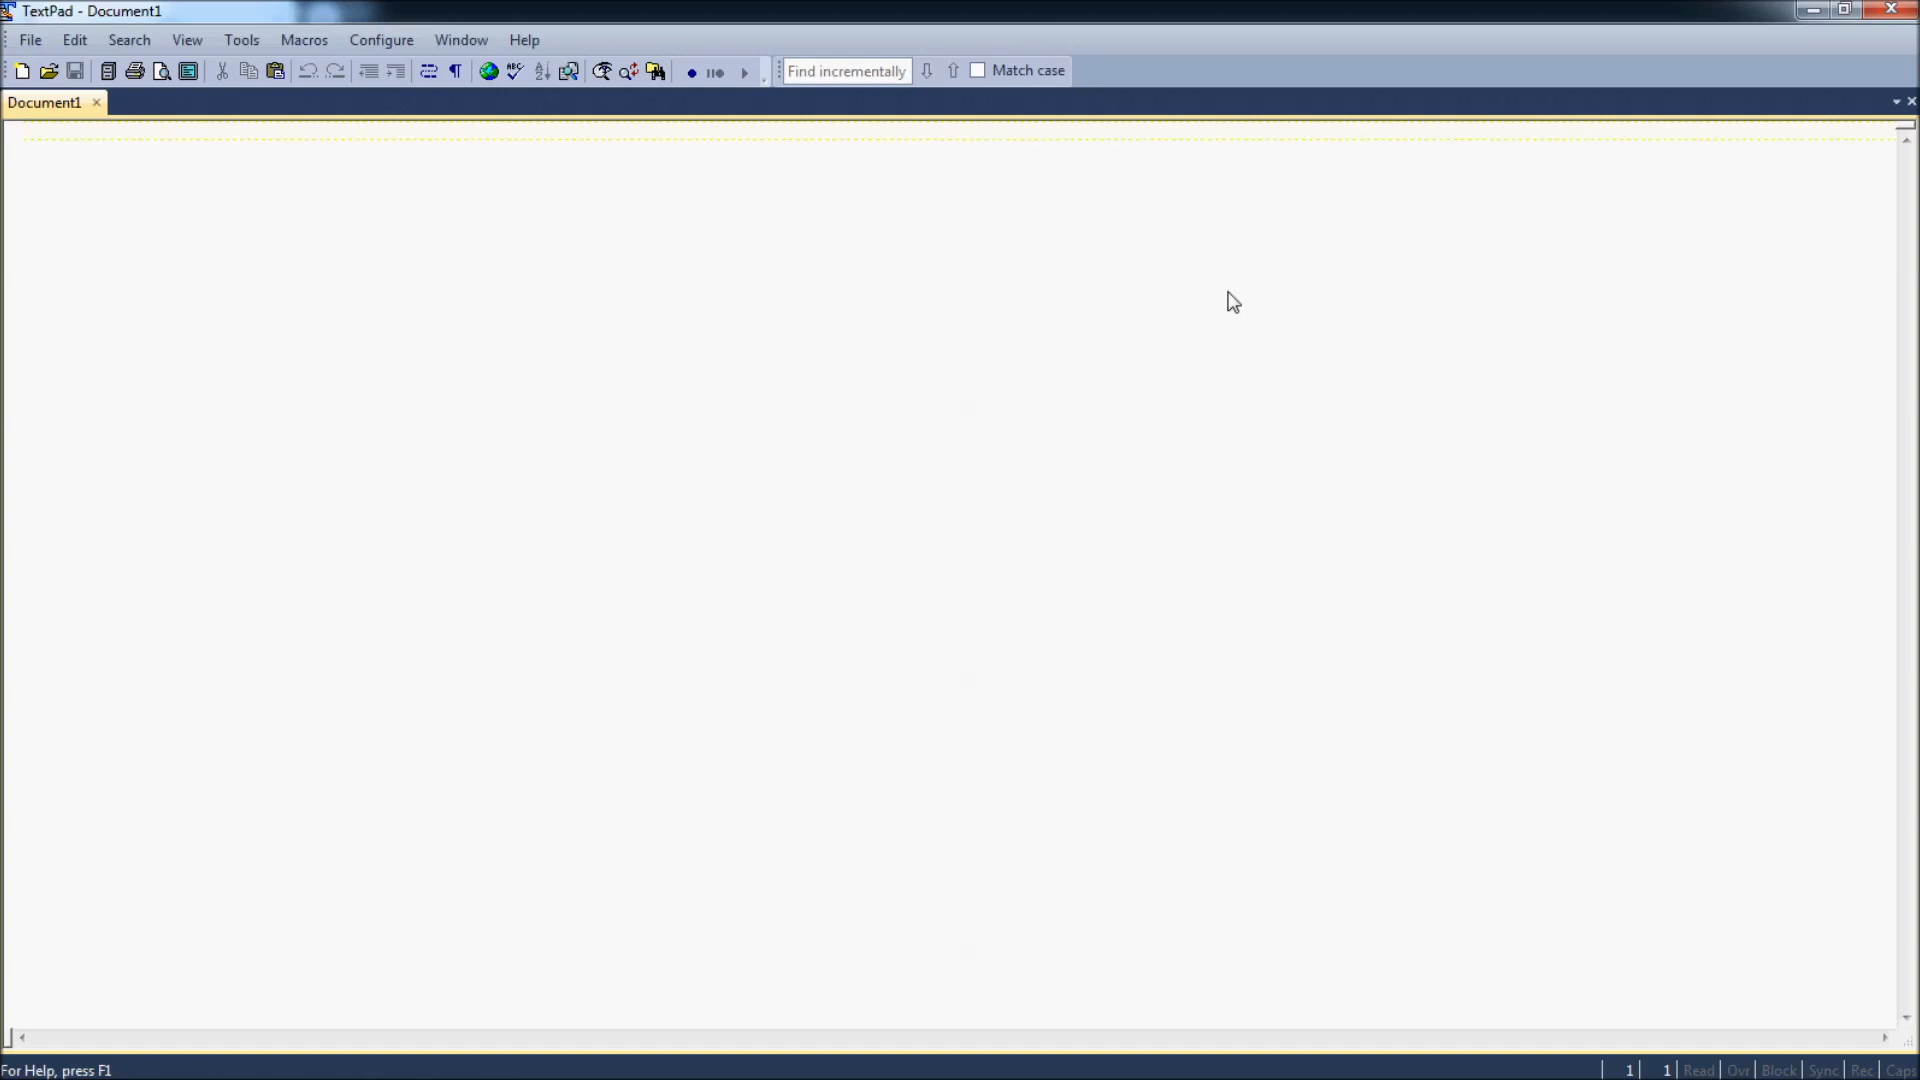 TextPad - Document1
File Edit Search View Tools Macros Configure Window Help
Find incrementally Match case
Document1
For Help, press F1
1 1 Read Ovr Block Sync Rec Caps